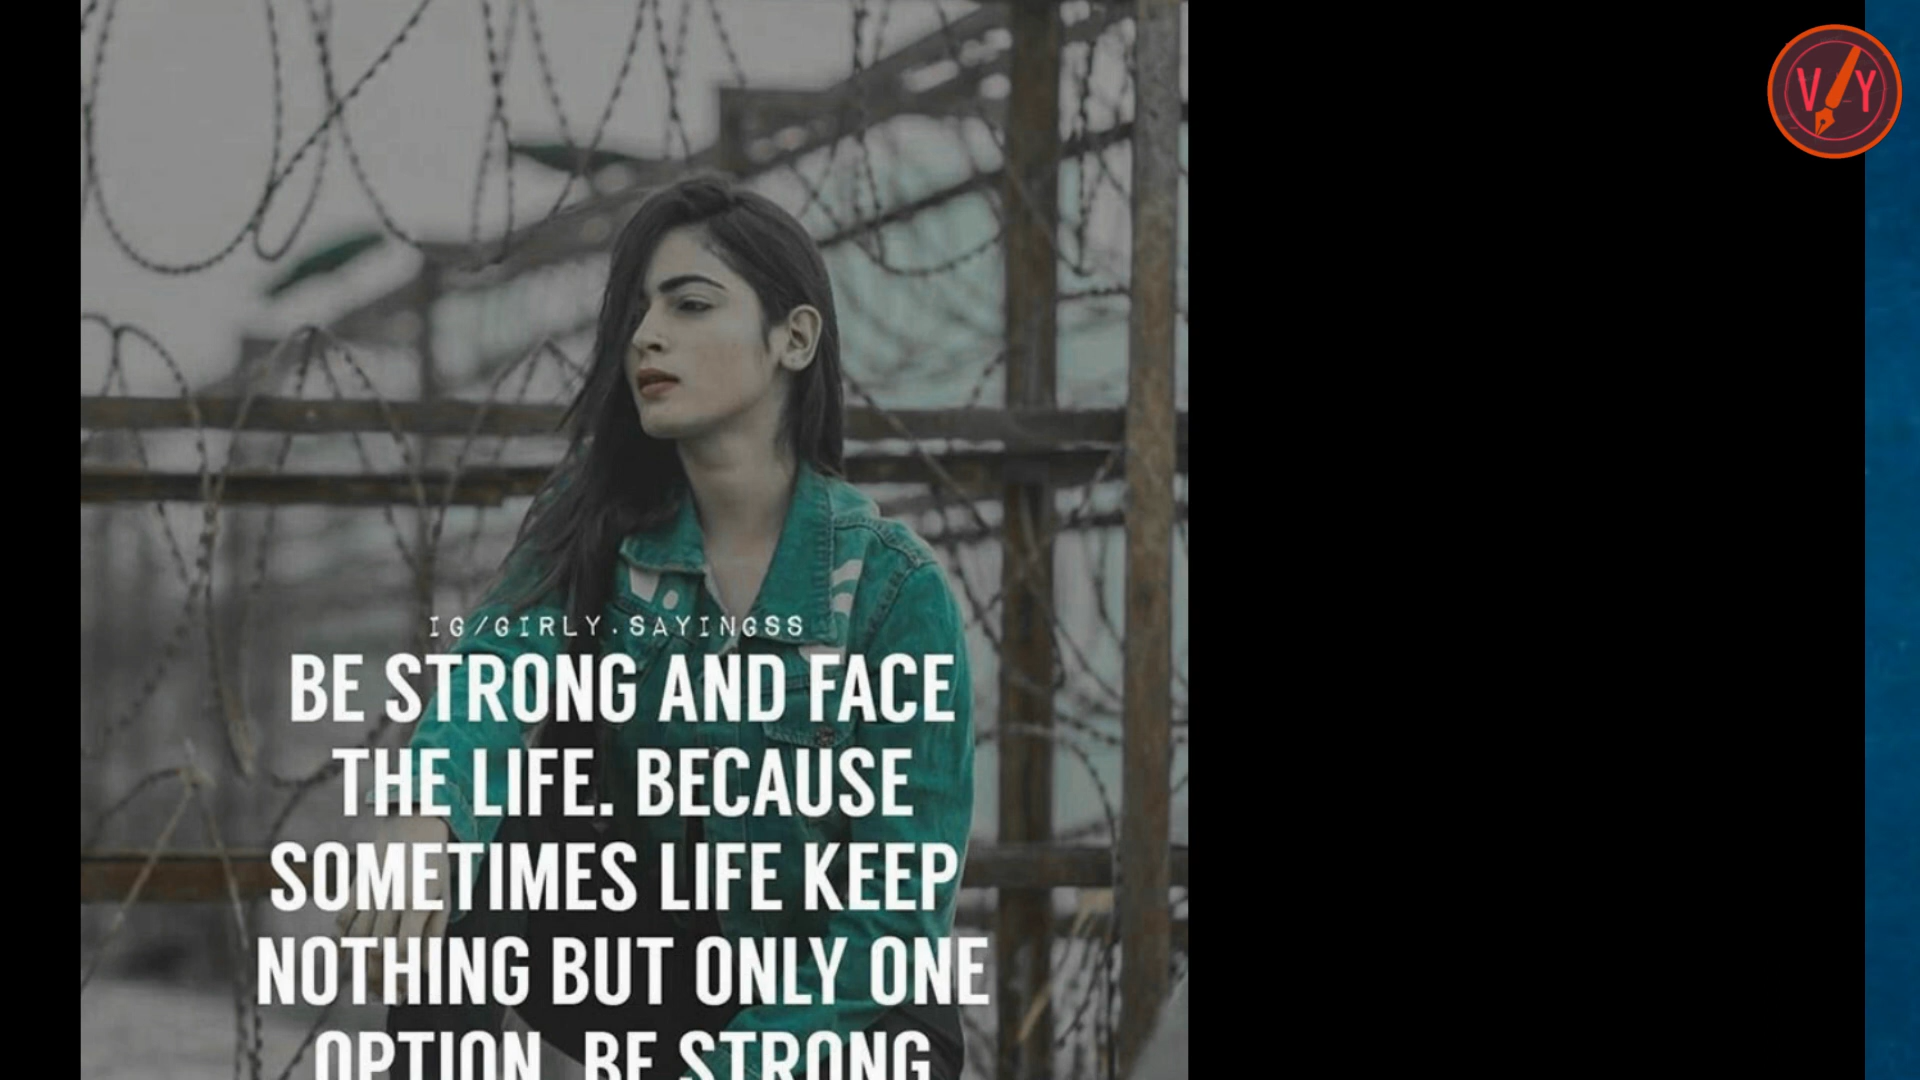 V Y
IG/GIRLY.SAYINGSS
BE STRONG AND FACE
THE LIFE. BECAUSE
SOMETIMES LIFE KEEP
NOTHING BUT ONLY ONE
OPTION. BE STRONG